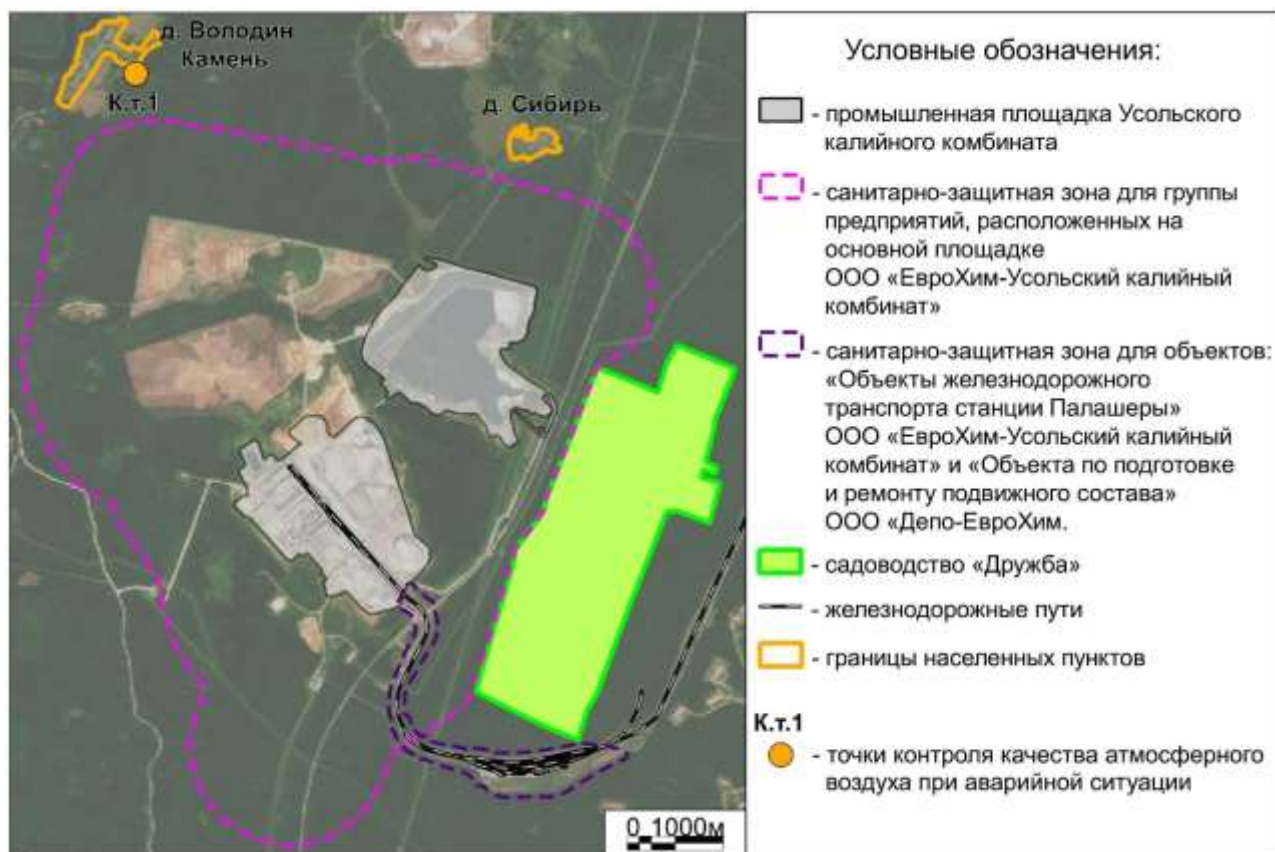 д. Володин
Камень
К.т.1
д. Сибирь
0 1000м
Условные обозначения:
- промышленная площадка Усольского
калийного комбината
- санитарно-защитная зона для группы
предприятий, расположенных на
основной площадке
ООО «ЕвроХим-Усольский калийный
комбинат»
- санитарно-защитная зона для объектов:
«Объекты железнодорожного
транспорта станции Палашеры»
ООО «ЕвроХим-Усольский калийный
комбинат» и «Объекта по подготовке
и ремонту подвижного состава»
ООО «Депо-ЕвроХим.
- садоводство «Дружба»
- железнодорожные пути
- границы населенных пунктов
К.т.1
- точки контроля качества атмосферного
воздуха при аварийной ситуации